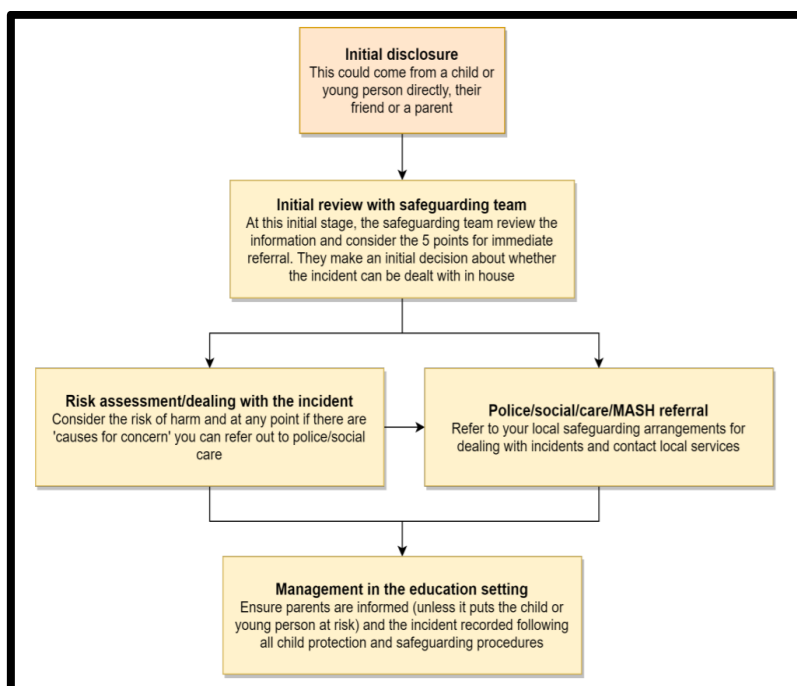 Initial disclosure
This could come from a child or
young person directly, their
friend or a parent
Initial review with safeguarding team
At this initial stage, the safeguarding team review the
information and consider the 5 points for immediate
referral. They make an initial decision about whether
the incident can be dealt with in house
Risk assessment/dealing with the incident
Consider the risk of harm and at any point if there are
'causes for concern' you can refer out to police/social
care
Police/social/care/MASH referral
Refer to your local safeguarding arrangements for
dealing with incidents and contact local services
Management in the education setting
Ensure parents are informed (unless it puts the child or
young person at risk) and the incident recorded following
all child protection and safeguarding procedures